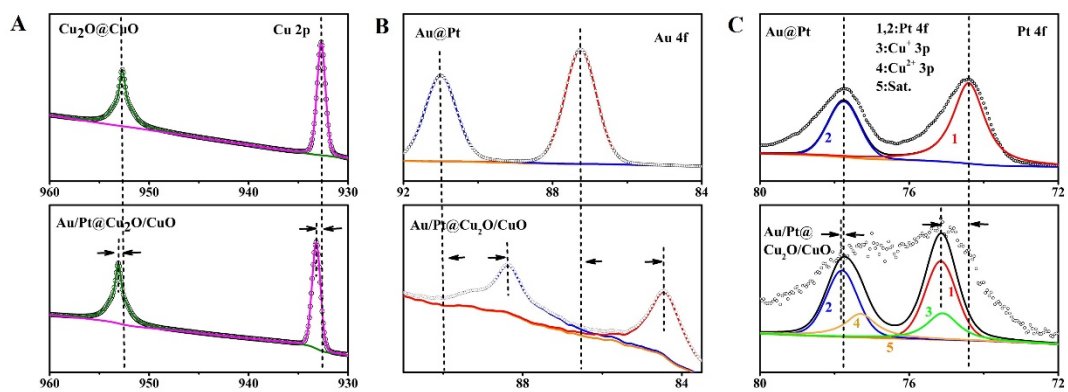 A
Cu₂O@CuO
Cu 2p
960
950
940
930
Au/Pt@Cu₂O/CuO
960
950
940
930
B
Au@Pt
Au 4f
92
88
84
Au/Pt@Cu₂O/CuO
88
84
C
Au@Pt
1,2:Pt 4f
3:Cu⁺ 3p
4:Cu²⁺ 3p
5:Sat.
Pt 4f
2
1
80
76
72
Au/Pt@
Cu₂O/CuO
2
4
3
1
5
80
76
72